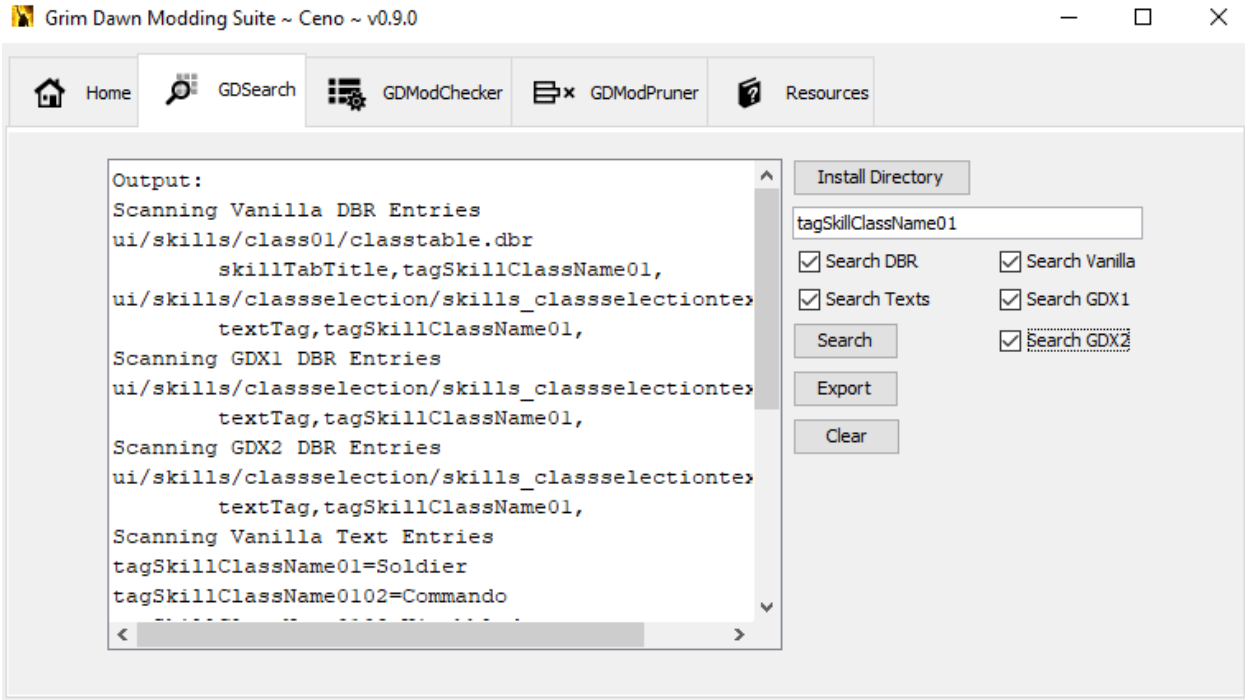 Grim Dawn Modding Suite ~ Ceno ~ v0.9.0
Home
GDSearch
GDModChecker
GDModPruner
Resources
Output:
Scanning Vanilla DBR Entries
ui/skills/class01/classtable.dbr
skillTabTitle,tagSkillClassName01,
ui/skills/classselection/skills_classselectiontex
textTag,tagSkillClassName01,
Scanning GDX1 DBR Entries
ui/skills/classselection/skills_classselectiontex
textTag,tagSkillClassName01,
Scanning GDX2 DBR Entries
ui/skills/classselection/skills_classselectiontex
textTag,tagSkillClassName01,
Scanning Vanilla Text Entries
tagSkillClassName01=Soldier
tagSkillClassName0102=Commando
Install Directory
tagSkillClassName01
Search DBR
Search Vanilla
Search Texts
Search GDX1
Search
Search GDX2
Export
Clear